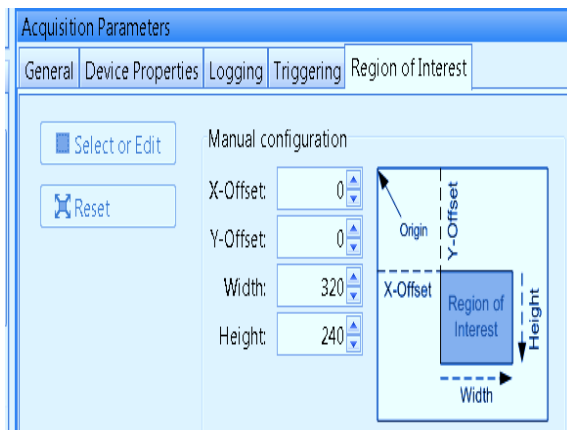 Acquisition Parameters
General Device Properties Logging Triggering Region of Interest
Select or Edit
Reset
Manual configuration
X-Offset: 0
Y-Offset: 0
Width: 320
Height: 240
Origin
Y-Offset
X-Offset
Region of
Interest
Height
Width